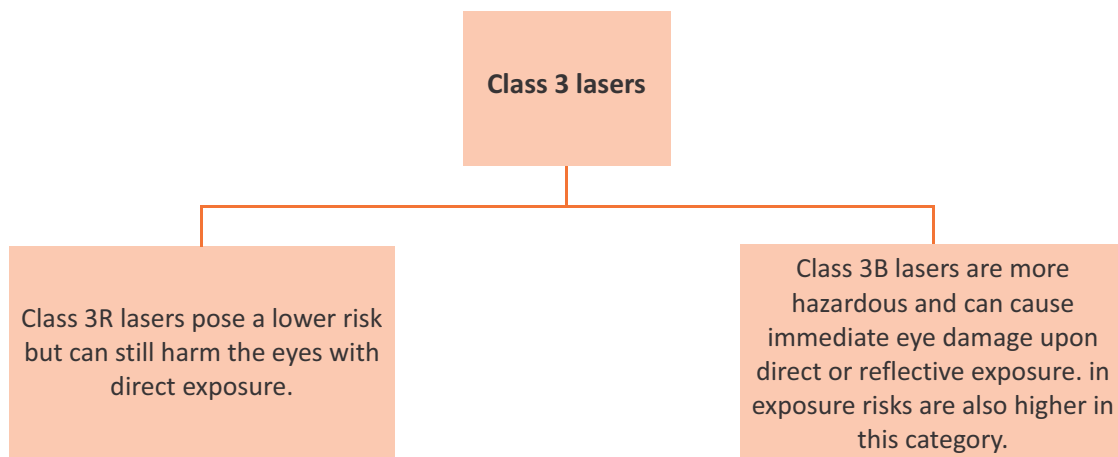 Class 3 lasers
Class 3R lasers pose a lower risk
but can still harm the eyes with
direct exposure.
Class 3B lasers are more
hazardous and can cause
immediate eye damage upon
direct or reflective exposure. in
exposure risks are also higher in
this category.